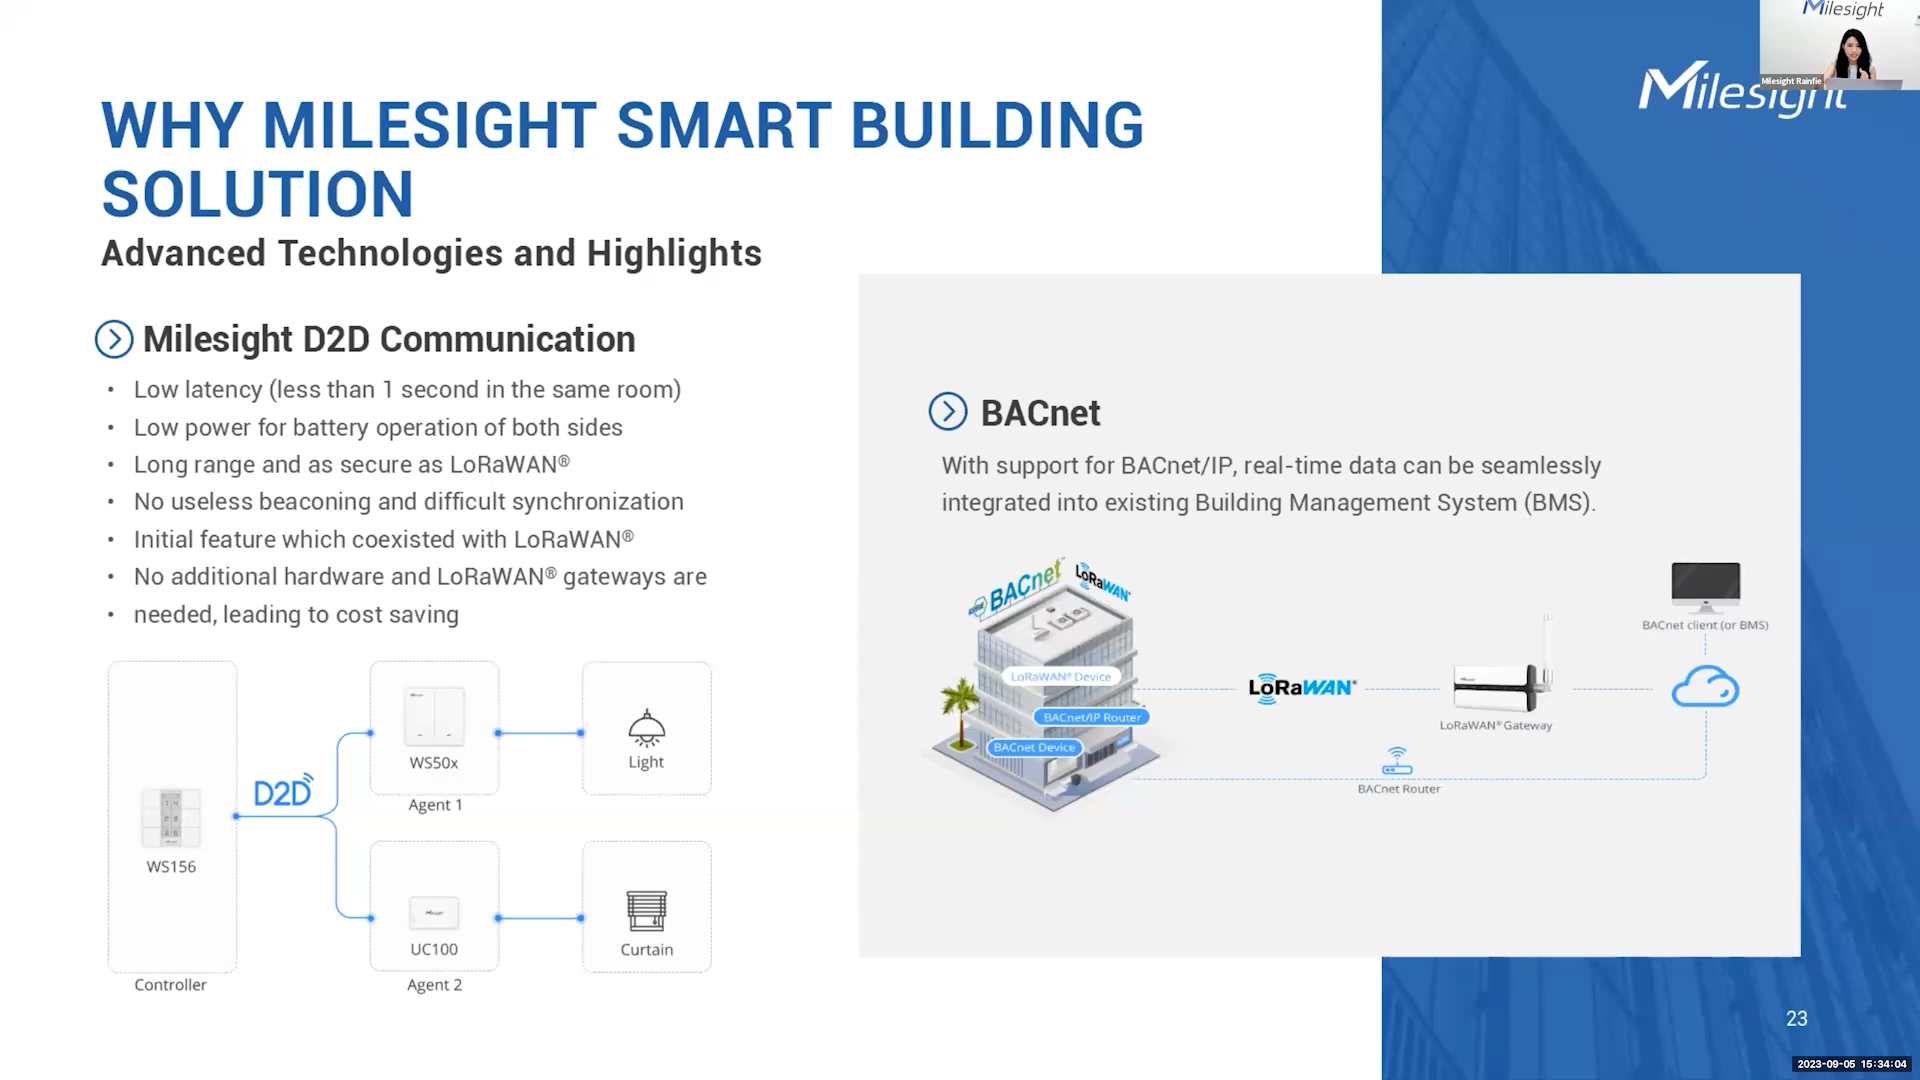 Milesight
Milesight Rainfie
Milesight
WHY MILESIGHT SMART BUILDING
SOLUTION
Advanced Technologies and Highlights
Milesight D2D Communication
• Low latency (less than 1 second in the same room)
• Low power for battery operation of both sides
• Long range and as secure as LoRaWAN®
• No useless beaconing and difficult synchronization
• Initial feature which coexisted with LoRaWAN®
• No additional hardware and LoRaWAN® gateways are
• needed, leading to cost saving
WS156
Controller
D2D
WS50x
Agent 1
Light
UC100
Agent 2
Curtain
BACnet
With support for BACnet/IP, real-time data can be seamlessly
integrated into existing Building Management System (BMS).
BACnet
LoRaWAN
LoRaWAN® Device
BACnet/IP Router
BACnet Device
LoRaWAN®
LoRaWAN® Gateway
BACnet client (or BMS)
BACnet Router
23
2023-09-05 15:34:04